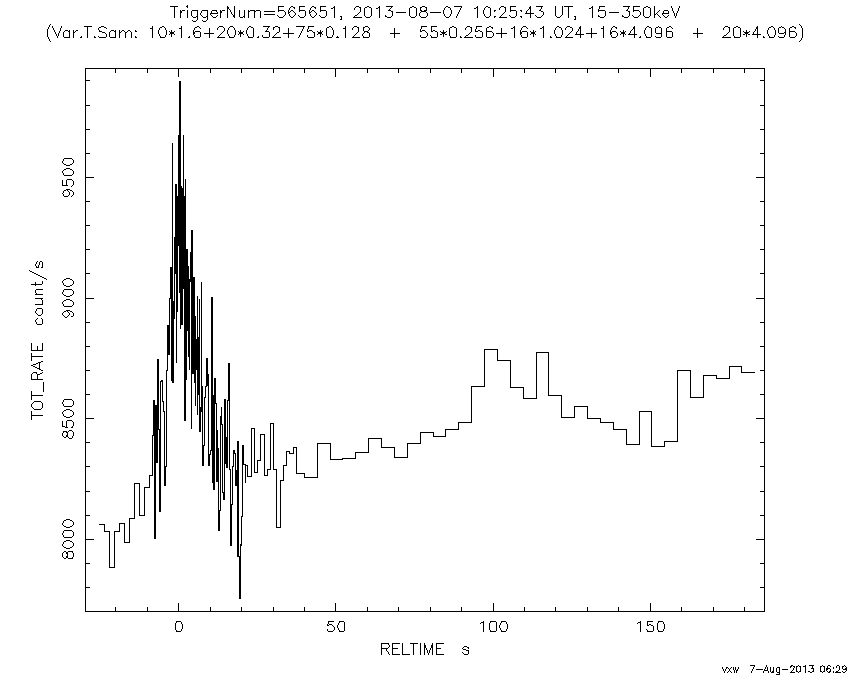 TriggerNum=565651, 2013-08-07 10:25:43 UT, 15-350keV
(Var.T.Sam: 10*1.6+20*0.32+75*0.128 + 55*0.256+16*1.024+16*4.096 + 20*4.096)
TOT_RATE count/s
9500
9000
8500
8000
0 50 100 150
RELTIME s
vxw 7-Aug-2013 06:29